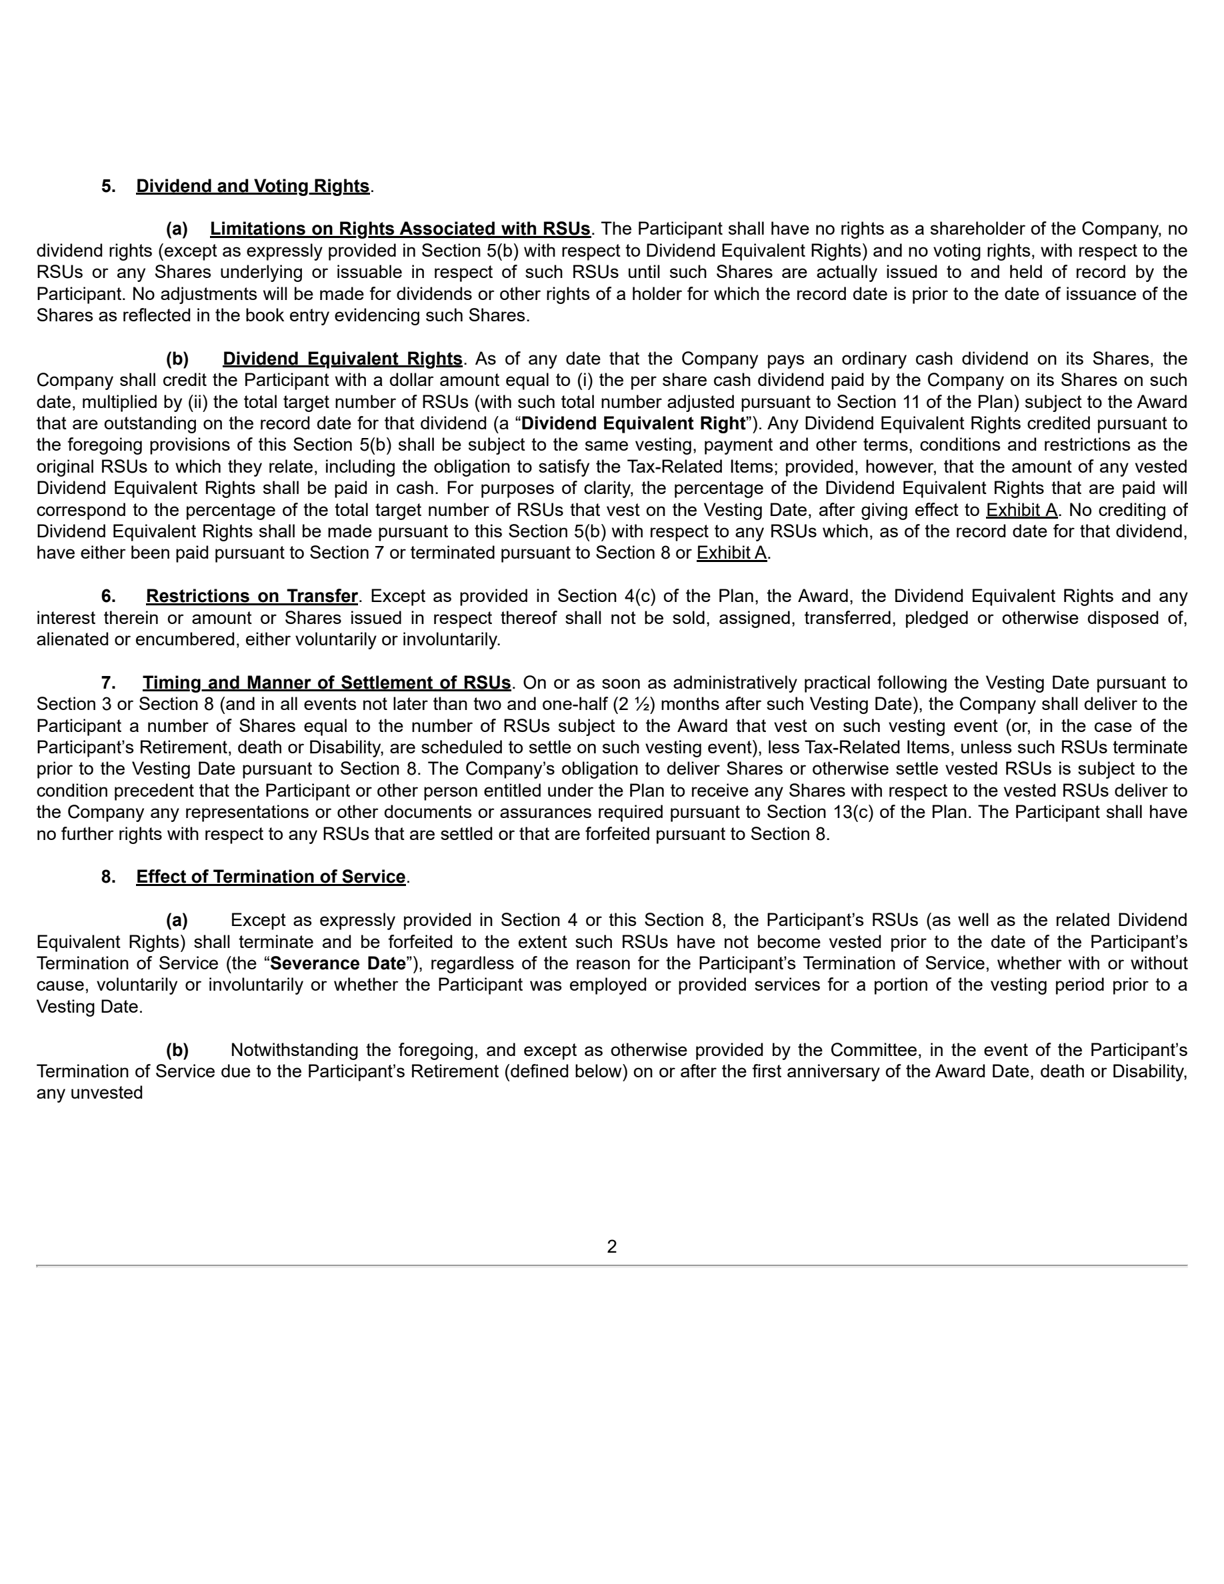 5. Dividend and Voting Rights.
(a) Limitations on Rights Associated with RSUs. The Participant shall have no rights as a shareholder of the Company, no
dividend rights (except as expressly provided in Section 5(b) with respect to Dividend Equivalent Rights) and no voting rights, with respect to the
RSUs or any Shares underlying or issuable in respect of such RSUs until such Shares are actually issued to and held of record by the
Participant. No adjustments will be made for dividends or other rights of a holder for which the record date is prior to the date of issuance of the
Shares as reflected in the book entry evidencing such Shares.
(b) Dividend Equivalent Rights. As of any date that the Company pays an ordinary cash dividend on its Shares, the
Company shall credit the Participant with a dollar amount equal to (i) the per share cash dividend paid by the Company on its Shares on such
date, multiplied by (ii) the total target number of RSUs (with such total number adjusted pursuant to Section 11 of the Plan) subject to the Award
that are outstanding on the record date for that dividend (a “Dividend Equivalent Right”). Any Dividend Equivalent Rights credited pursuant to
the foregoing provisions of this Section 5(b) shall be subject to the same vesting, payment and other terms, conditions and restrictions as the
original RSUs to which they relate, including the obligation to satisfy the Tax-Related Items; provided, however, that the amount of any vested
Dividend Equivalent Rights shall be paid in cash. For purposes of clarity, the percentage of the Dividend Equivalent Rights that are paid will
correspond to the percentage of the total target number of RSUs that vest on the Vesting Date, after giving effect to Exhibit A. No crediting of
Dividend Equivalent Rights shall be made pursuant to this Section 5(b) with respect to any RSUs which, as of the record date for that dividend,
have either been paid pursuant to Section 7 or terminated pursuant to Section 8 or Exhibit A.
6. Restrictions on Transfer. Except as provided in Section 4(c) of the Plan, the Award, the Dividend Equivalent Rights and any
interest therein or amount or Shares issued in respect thereof shall not be sold, assigned, transferred, pledged or otherwise disposed of,
alienated or encumbered, either voluntarily or involuntarily.
7. Timing and Manner of Settlement of RSUs. On or as soon as administratively practical following the Vesting Date pursuant to
Section 3 or Section 8 (and in all events not later than two and one-half (2 ½) months after such Vesting Date), the Company shall deliver to the
Participant a number of Shares equal to the number of RSUs subject to the Award that vest on such vesting event (or, in the case of the
Participant’s Retirement, death or Disability, are scheduled to settle on such vesting event), less Tax-Related Items, unless such RSUs terminate
prior to the Vesting Date pursuant to Section 8. The Company’s obligation to deliver Shares or otherwise settle vested RSUs is subject to the
condition precedent that the Participant or other person entitled under the Plan to receive any Shares with respect to the vested RSUs deliver to
the Company any representations or other documents or assurances required pursuant to Section 13(c) of the Plan. The Participant shall have
no further rights with respect to any RSUs that are settled or that are forfeited pursuant to Section 8.
8. Effect of Termination of Service.
(a) Except as expressly provided in Section 4 or this Section 8, the Participant’s RSUs (as well as the related Dividend
Equivalent Rights) shall terminate and be forfeited to the extent such RSUs have not become vested prior to the date of the Participant’s
Termination of Service (the “Severance Date”), regardless of the reason for the Participant’s Termination of Service, whether with or without
cause, voluntarily or involuntarily or whether the Participant was employed or provided services for a portion of the vesting period prior to a
Vesting Date.
(b) Notwithstanding the foregoing, and except as otherwise provided by the Committee, in the event of the Participant’s
Termination of Service due to the Participant’s Retirement (defined below) on or after the first anniversary of the Award Date, death or Disability,
any unvested
2